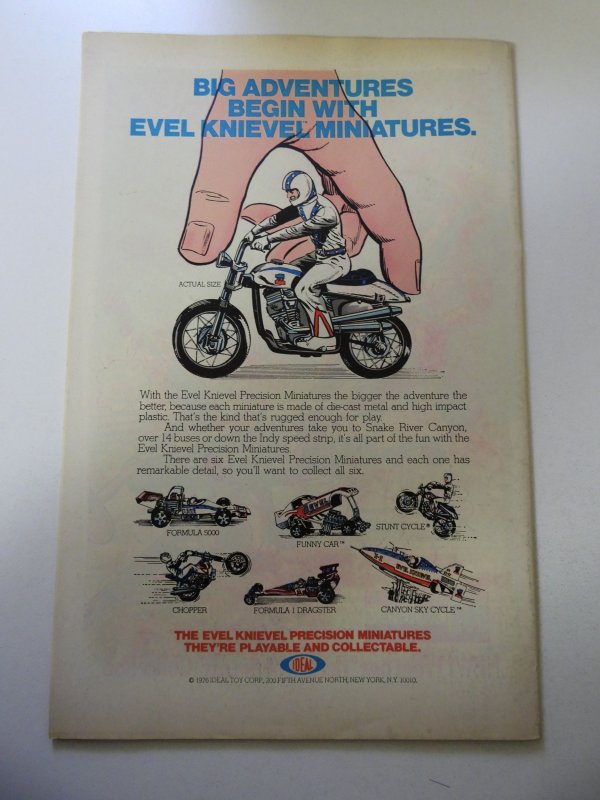 BIG ADVENTURES
BEGIN WITH
EVEL KNIEVEL™ MINIATURES.
ACTUAL SIZE
With the Evel Knievel Precision Miniatures the bigger the adventure the
better, because each miniature is made of die-cast metal and high impact
plastic. That's the kind that's rugged enough for play.
And whether your adventures take you to Snake River Canyon,
over 14 buses or down the Indy speed strip, it's all part of the fun with the
Evel Knievel Precision Miniatures.
There are six Evel Knievel Precision Miniatures and each one has
remarkable detail, so you'll want to collect all six.
FORMULA 5000
FUNNY CAR™
STUNT CYCLE®
CHOPPER
FORMULA-1 DRAGSTER
CANYON SKY CYCLE™
THE EVEL KNIEVEL PRECISION MINIATURES
THEY'RE PLAYABLE AND COLLECTABLE.
IDEAL
© 1976 IDEAL TOY CORP., 200 FIFTH AVENUE NORTH, NEW YORK, N.Y. 10010.